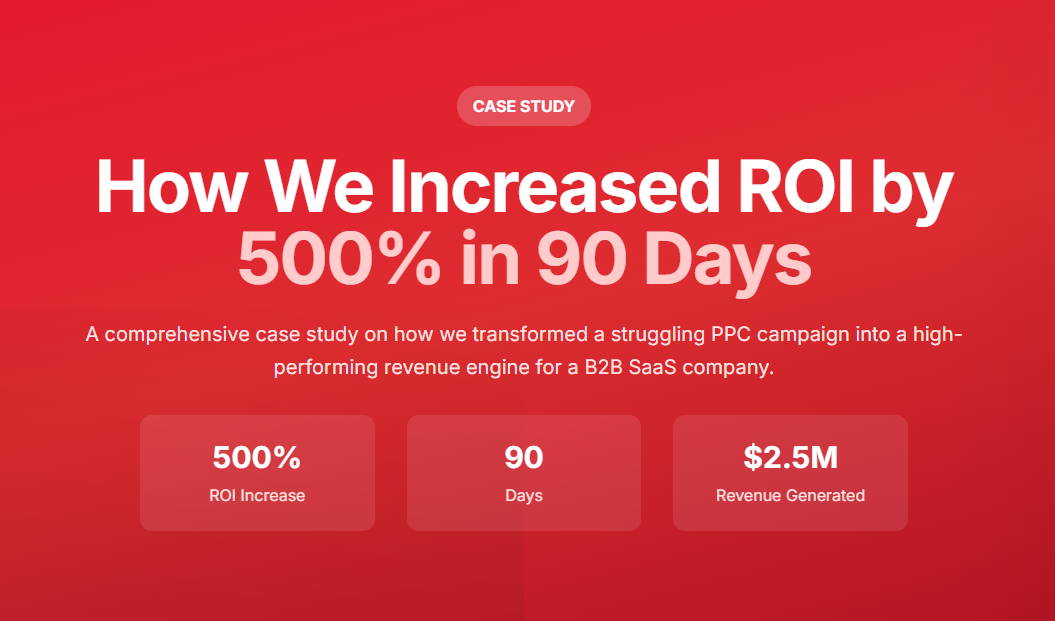 CASE STUDY
How We Increased ROI by
500% in 90 Days
A comprehensive case study on how we transformed a struggling PPC campaign into a high-
performing revenue engine for a B2B SaaS company.
500%
ROI Increase
90
Days
$2.5M
Revenue Generated